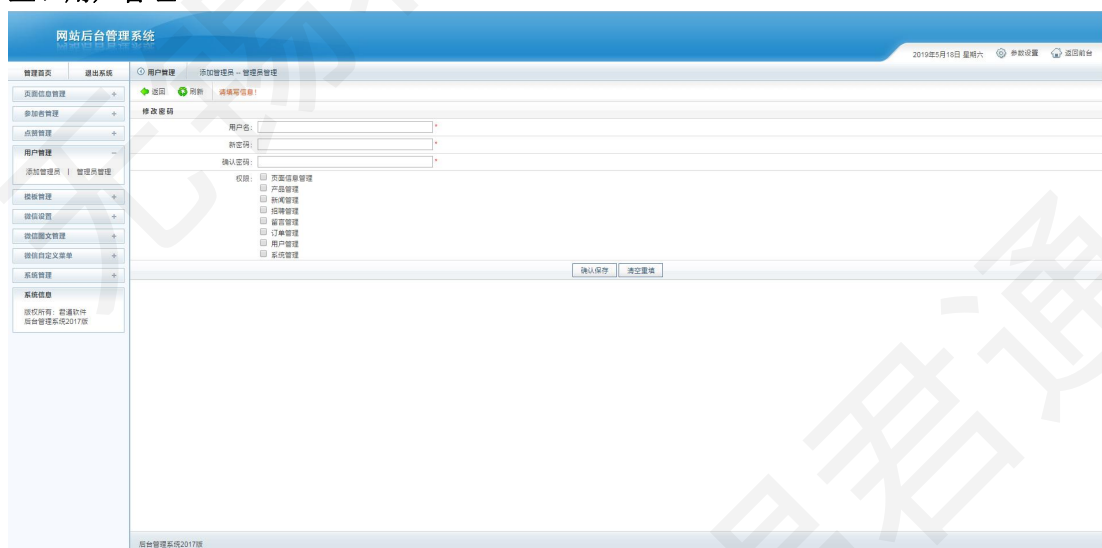 网站后台管理系统
2019年5月18日 星期六 参数设置 返回前台
管理首页 退出系统
用户管理 添加管理员 – 管理员管理
返回 刷新 请填写信息!
修改密码
用户名: *
新密码: *
确认密码: *
权限: 页面信息管理
产品管理
新闻管理
招聘管理
留言管理
订单管理
用户管理
系统管理
确认保存 清空重填
页面信息管理 +
参加者管理 +
点赞管理 +
用户管理 –
添加管理员 | 管理员管理
模板管理 +
微信设置 +
微信图文管理 +
微信自定义菜单 +
系统管理 +
系统信息
版权所有: 君通软件
后台管理系统2017版
后台管理系统2017版
无锡
君通